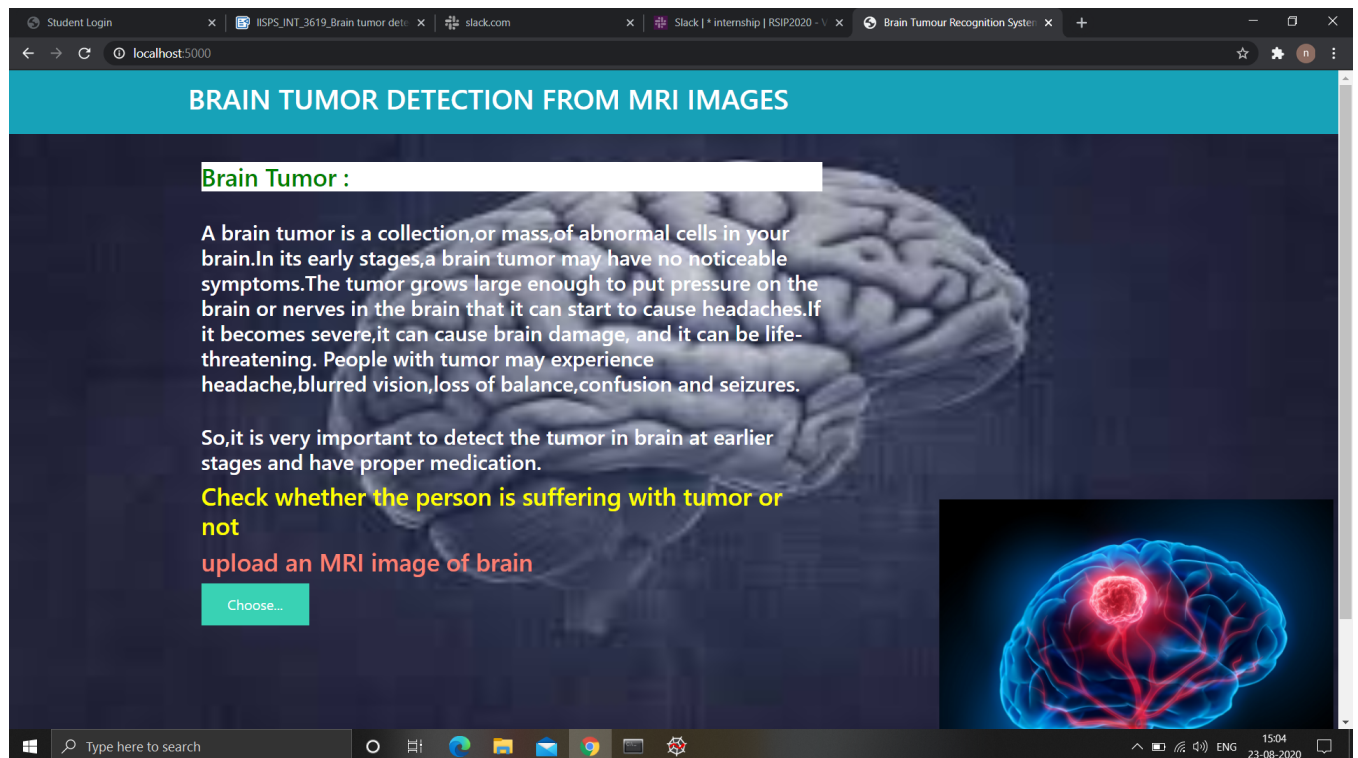 Student Login
IISPS_INT_3619_Brain tumor dete
slack.com
Slack | * internship | RSIP2020 - V
Brain Tumour Recognition System
localhost:5000
n
BRAIN TUMOR DETECTION FROM MRI IMAGES
Brain Tumor :
A brain tumor is a collection,or mass,of abnormal cells in your
brain.In its early stages,a brain tumor may have no noticeable
symptoms.The tumor grows large enough to put pressure on the
brain or nerves in the brain that it can start to cause headaches.If
it becomes severe,it can cause brain damage, and it can be life-
threatening. People with tumor may experience
headache,blurred vision,loss of balance,confusion and seizures.
So,it is very important to detect the tumor in brain at earlier
stages and have proper medication.
Check whether the person is suffering with tumor or
not
upload an MRI image of brain
Choose...
Type here to search
ENG
15:04
23-08-2020